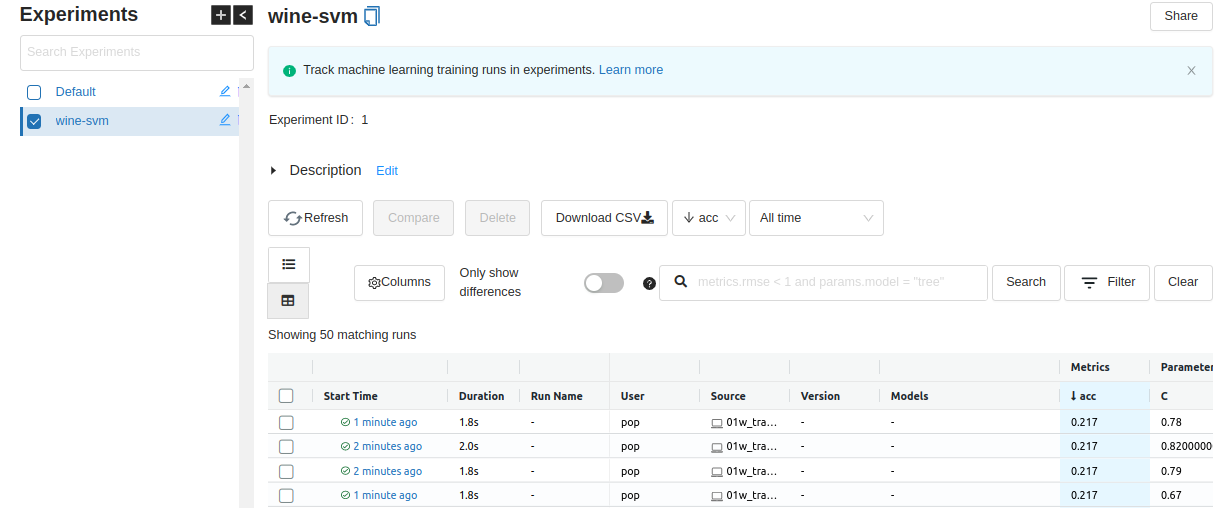 Experiments
wine-svm
Share
Search Experiments
Track machine learning training runs in experiments. Learn more
Default
wine-svm
Experiment ID: 1
Description Edit
Refresh Compare Delete Download CSV acc All time
Columns Only show differences metrics.rmse < 1 and params.model = "tree" Search Filter Clear
Showing 50 matching runs
Metrics
Start Time Duration Run Name User Source Version Models ↓ acc C
1 minute ago 1.8s - pop 01w_tra... - - 0.217 0.78
2 minutes ago 2.0s - pop 01w_tra... - - 0.217
2 minutes ago 1.8s - pop 01w_tra... - - 0.217 0.79
1 minute ago 1.8s - pop 01w_tra... - - 0.217 0.67